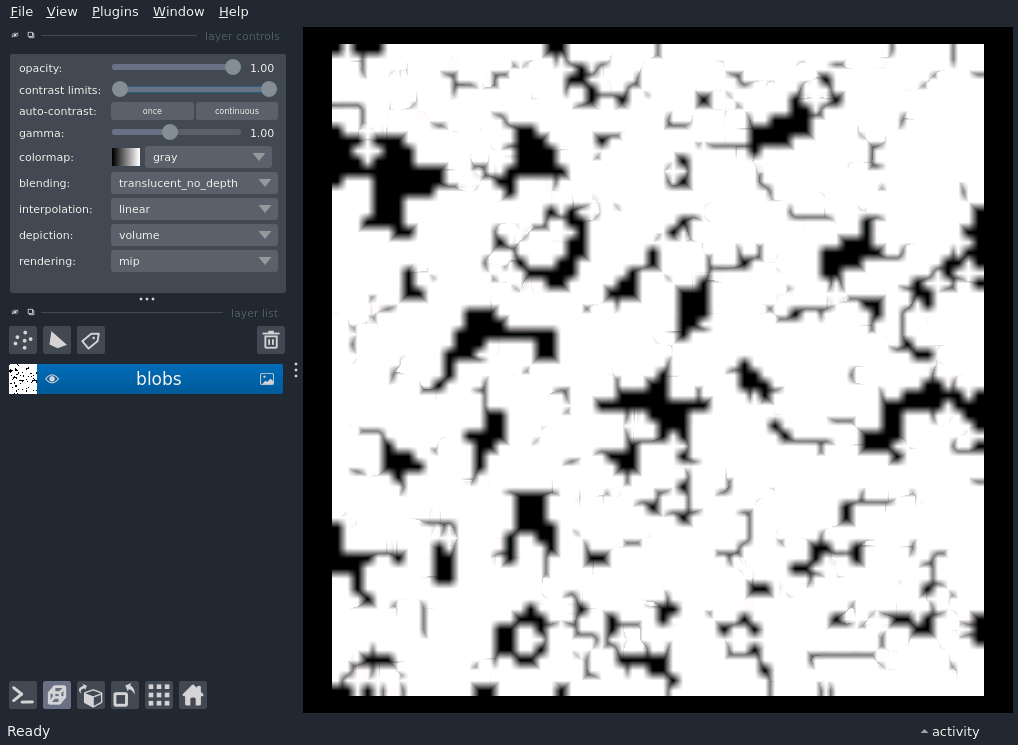 File View Plugins Window Help
layer controls
opacity: 1.00
contrast limits:
auto-contrast: once continuous
gamma: 1.00
colormap: gray
blending: translucent_no_depth
interpolation: linear
depiction: volume
rendering: mip
layer list
blobs
Ready activity